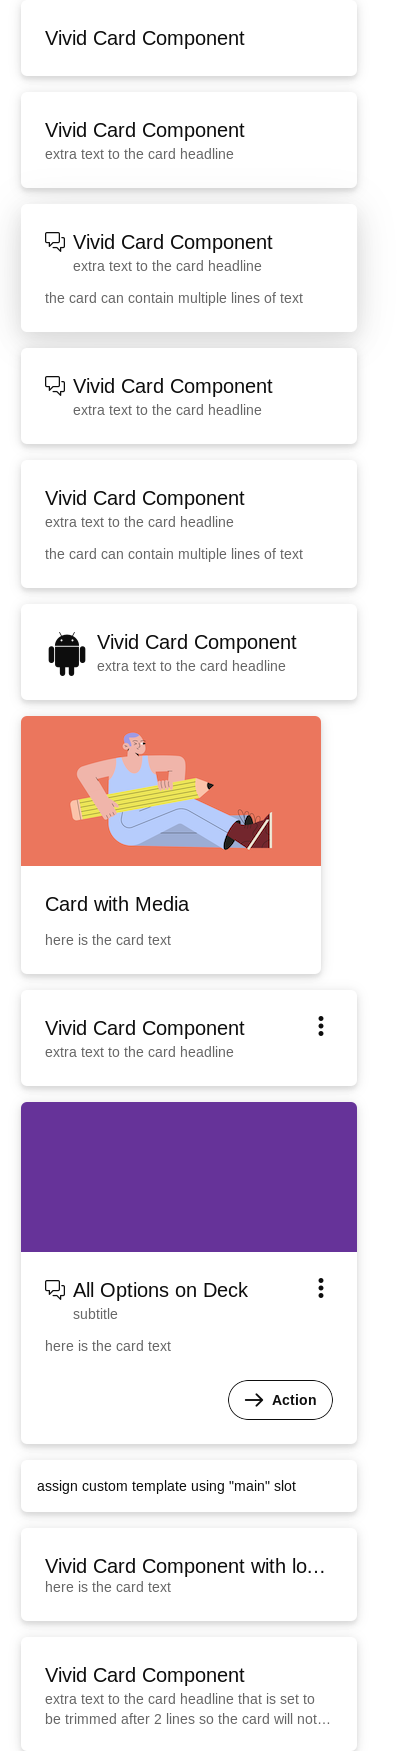 Vivid Card Component
Vivid Card Component
extra text to the card headline
Vivid Card Component
extra text to the card headline
the card can contain multiple lines of text
Vivid Card Component
extra text to the card headline
Vivid Card Component
extra text to the card headline
the card can contain multiple lines of text
Vivid Card Component
extra text to the card headline
Card with Media
here is the card text
Vivid Card Component
extra text to the card headline
All Options on Deck
subtitle
here is the card text
Action
assign custom template using "main" slot
Vivid Card Component with lo…
here is the card text
Vivid Card Component
extra text to the card headline that is set to
be trimmed after 2 lines so the card will not…